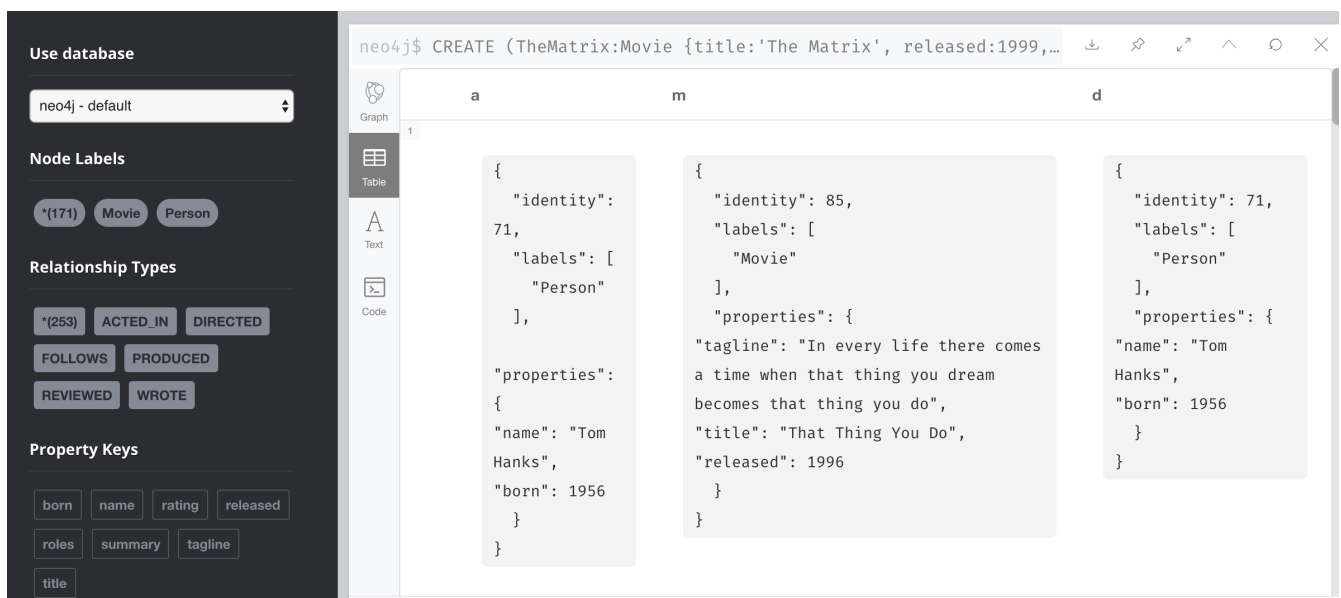 Use database
neo4j - default
Node Labels
*(171) Movie Person
Relationship Types
*(253) ACTED_IN DIRECTED
FOLLOWS PRODUCED
REVIEWED WROTE
Property Keys
born name rating released
roles summary tagline
title
neo4j$ CREATE (TheMatrix:Movie {title:'The Matrix', released:1999,…
Graph
Table
Text
Code
a m d
1
{
"identity":
71,
"labels": [
"Person"
],
"properties":
{
"name": "Tom
Hanks",
"born": 1956
}
}
{
"identity": 85,
"labels": [
"Movie"
],
"properties": {
"tagline": "In every life there comes
a time when that thing you dream
becomes that thing you do",
"title": "That Thing You Do",
"released": 1996
}
}
{
"identity": 71,
"labels": [
"Person"
],
"properties": {
"name": "Tom
Hanks",
"born": 1956
}
}